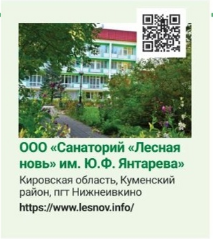 ООО «Санаторий «Лесная
новь» им. Ю.Ф. Янтарева»
Кировская область, Куменский
район, пгт Нижнеивкино
https://www.lesnov.info/